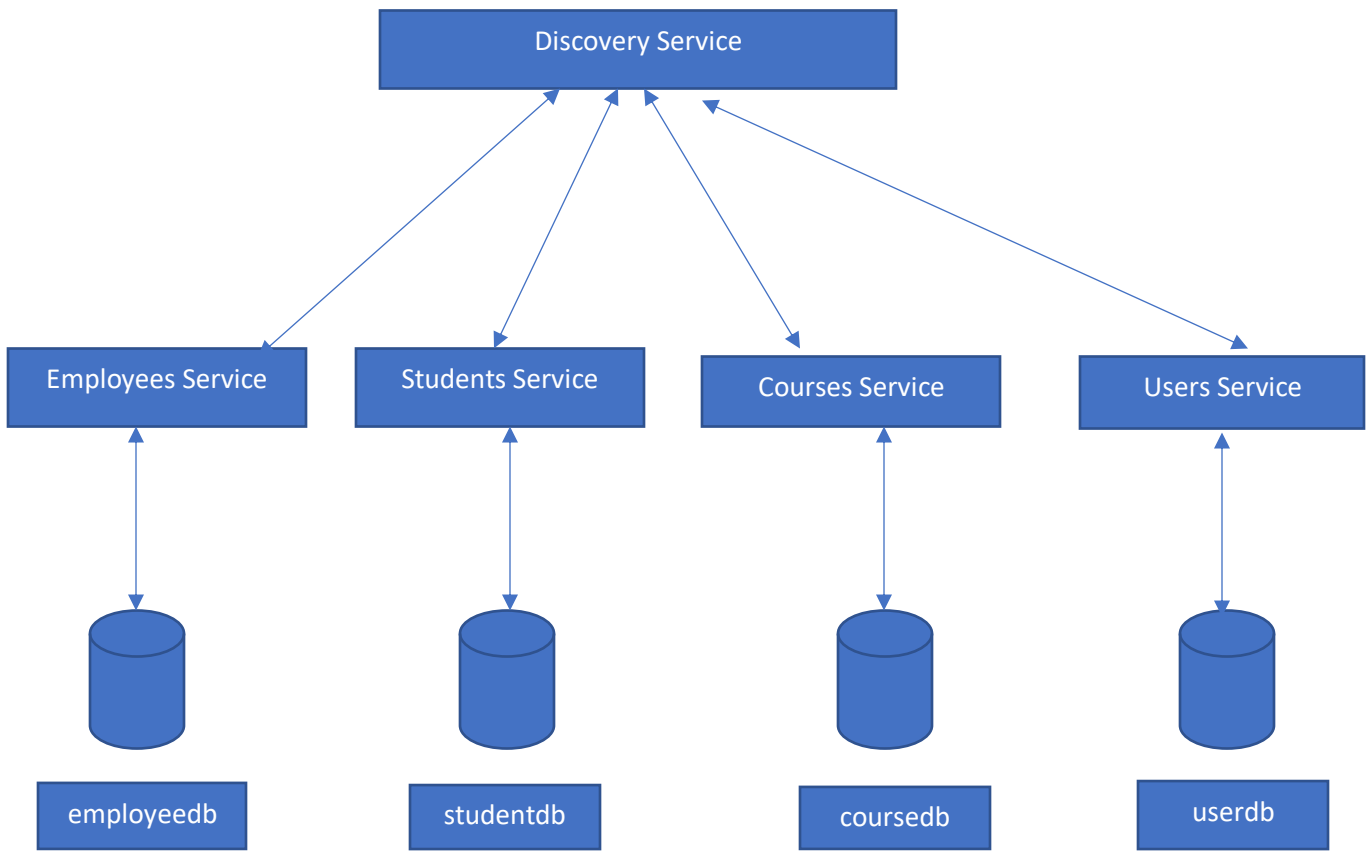 Discovery Service
Employees Service
Students Service
Courses Service
Users Service
employeedb
studentdb
coursedb
userdb